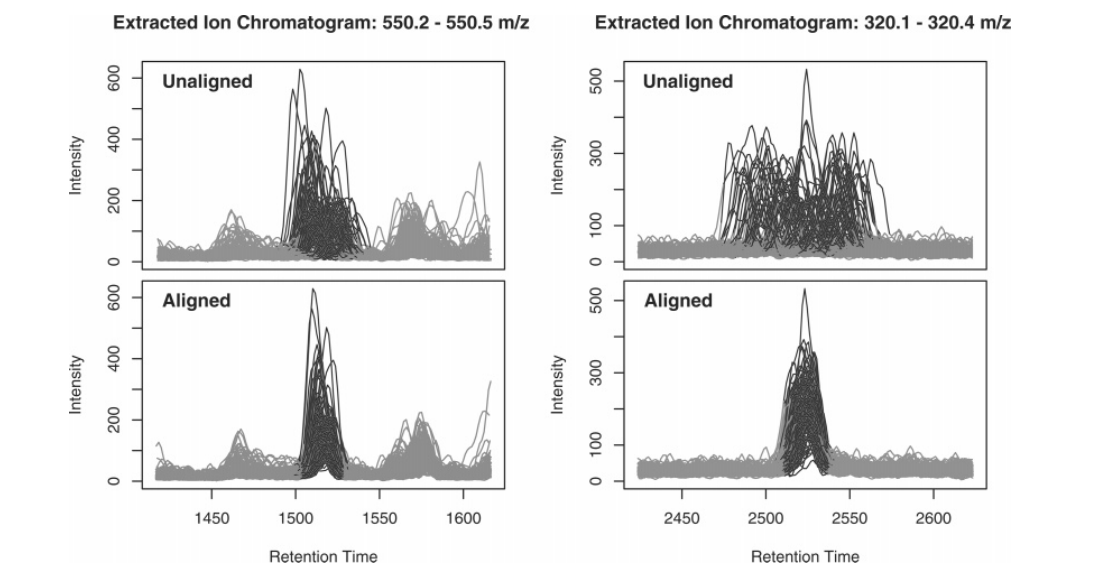 Extracted Ion Chromatogram: 550.2 - 550.5 m/z
Extracted Ion Chromatogram: 320.1 - 320.4 m/z
Unaligned
Intensity
600
400
200
0
Unaligned
Intensity
500
300
100
0
Aligned
Intensity
600
400
200
0
1450 1500 1550 1600
Retention Time
Aligned
Intensity
500
300
100
0
2450 2500 2550 2600
Retention Time